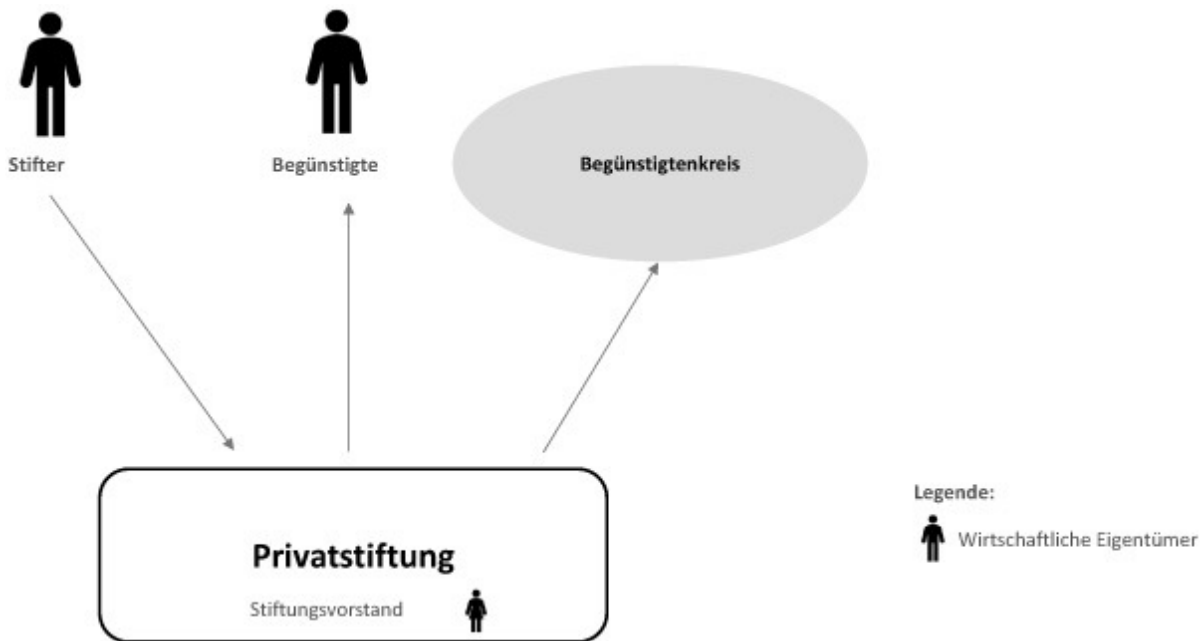 Stifter
Begünstigte
Begünstigtenkreis
Privatstiftung
Stiftungsvorstand
Legende:
Wirtschaftliche Eigentümer